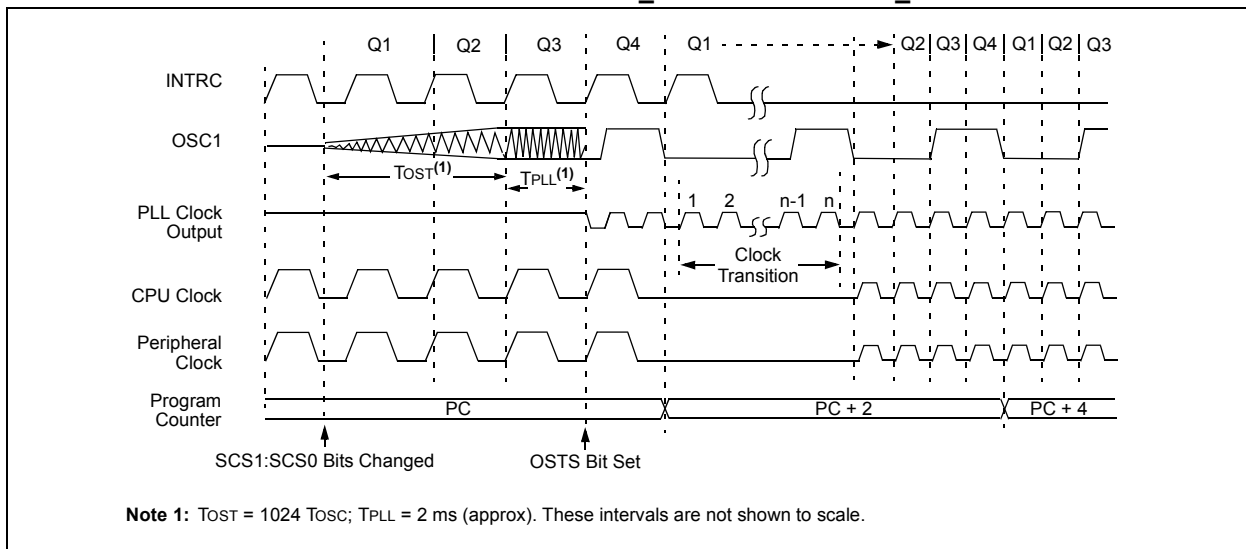 Q1 Q2 Q3 Q4 Q1 Q2 Q3 Q4 Q1 Q2 Q3
INTRC
OSC1
TOST(1) TPLL(1)
PLL Clock
Output
1 2 n-1 n
Clock
Transition
CPU Clock
Peripheral
Clock
Program
Counter
PC PC + 2 PC + 4
SCS1:SCS0 Bits Changed OSTS Bit Set
Note 1: TOST = 1024 TOSC; TPLL = 2 ms (approx). These intervals are not shown to scale.